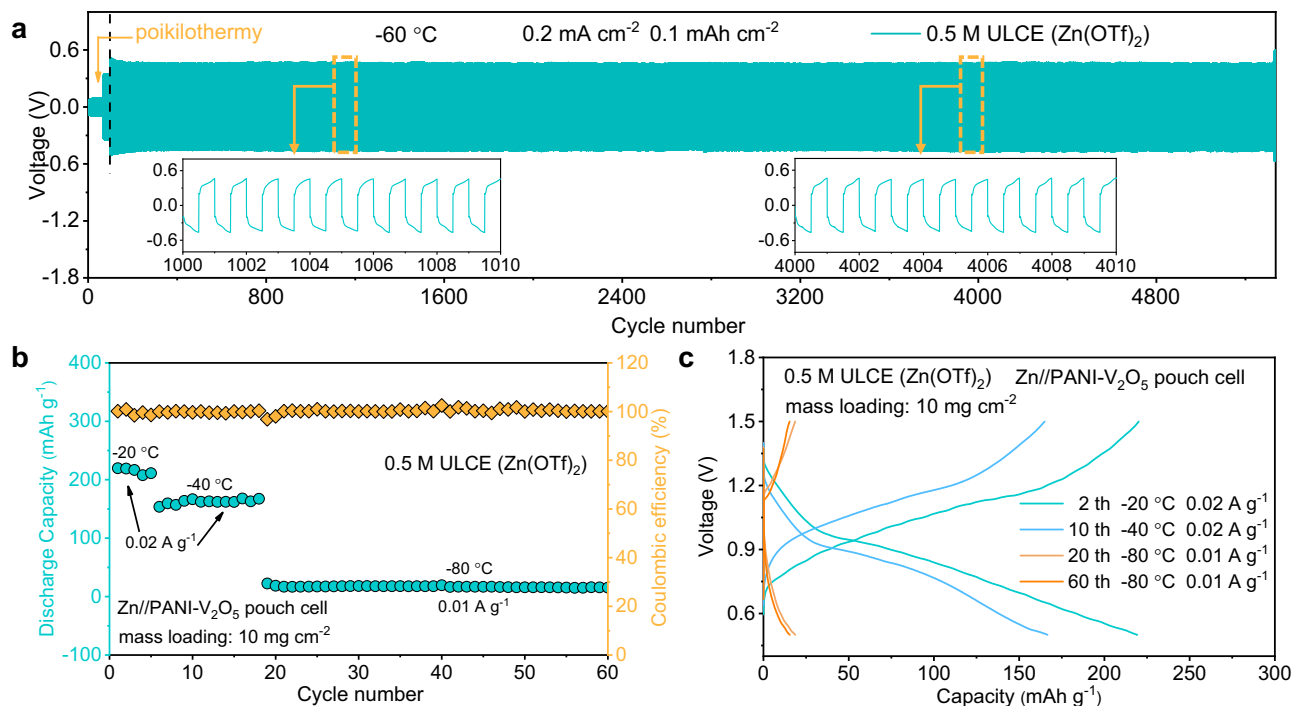 a
poikilothermy
-60 °C
0.2 mA cm⁻² 0.1 mAh cm⁻²
0.5 M ULCE (Zn(OTf)₂)
Voltage (V)
0.6
0.0
-0.6
-1.2
-1.8
0.6
0.0
-0.6
1000 1002 1004 1006 1008 1010
0.6
0.0
-0.6
4000 4002 4004 4006 4008 4010
0 800 1600 2400 3200 4000 4800
Cycle number
b
Discharge Capacity (mAh g⁻¹)
400
300
200
100
0
-100
-20 °C
-40 °C
0.02 A g⁻¹
0.5 M ULCE (Zn(OTf)₂)
-80 °C
0.01 A g⁻¹
Zn//PANI-V₂O₅ pouch cell
mass loading: 10 mg cm⁻²
120
100
80
60
40
20
0
Coulombic efficiency (%)
0 10 20 30 40 50 60
Cycle number
c
Voltage (V)
1.8
1.5
1.2
0.9
0.6
0.5 M ULCE (Zn(OTf)₂) Zn//PANI-V₂O₅ pouch cell
mass loading: 10 mg cm⁻²
2 th -20 °C 0.02 A g⁻¹
10 th -40 °C 0.02 A g⁻¹
20 th -80 °C 0.01 A g⁻¹
60 th -80 °C 0.01 A g⁻¹
0 50 100 150 200 250 300
Capacity (mAh g⁻¹)